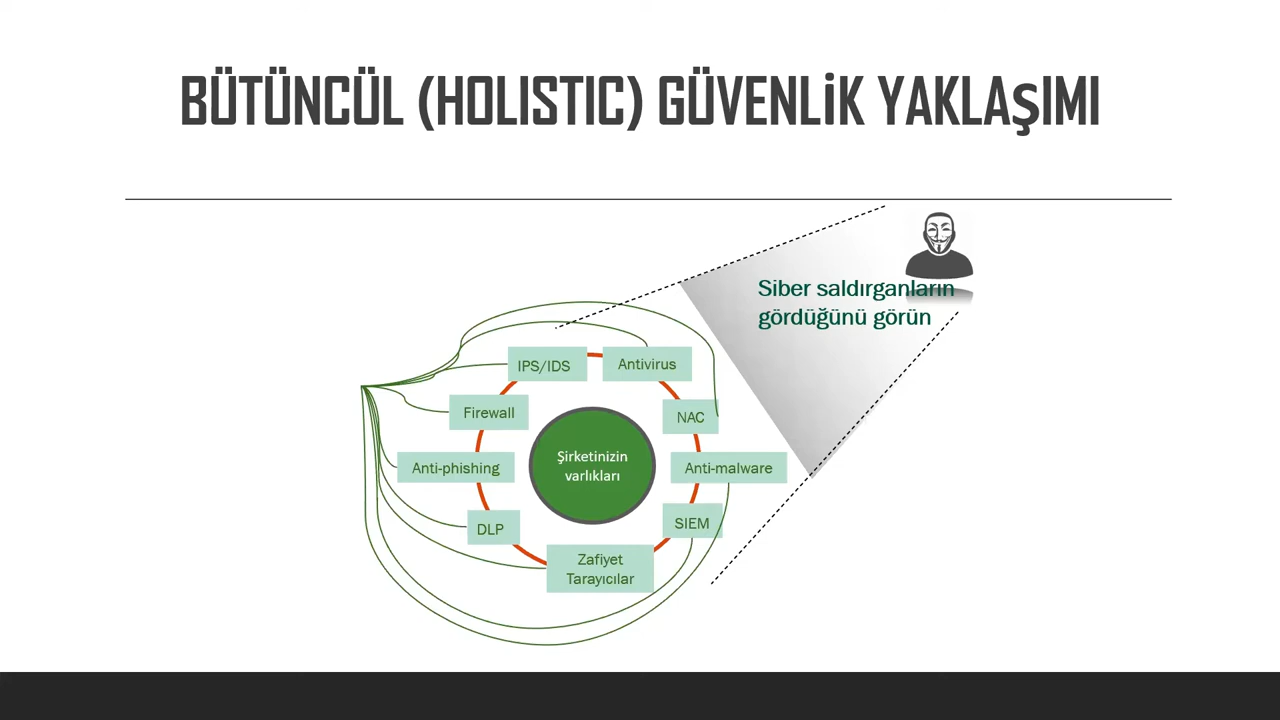 BÜTÜNCÜL (HOLISTIC) GÜVENLİK YAKLAŞIMI
Siber saldırganların
gördüğünü görün
IPS/IDS
Antivirus
Firewall
NAC
Şirketinizin
varlıkları
Anti-phishing
Anti-malware
DLP
SIEM
Zafiyet
Tarayıcılar